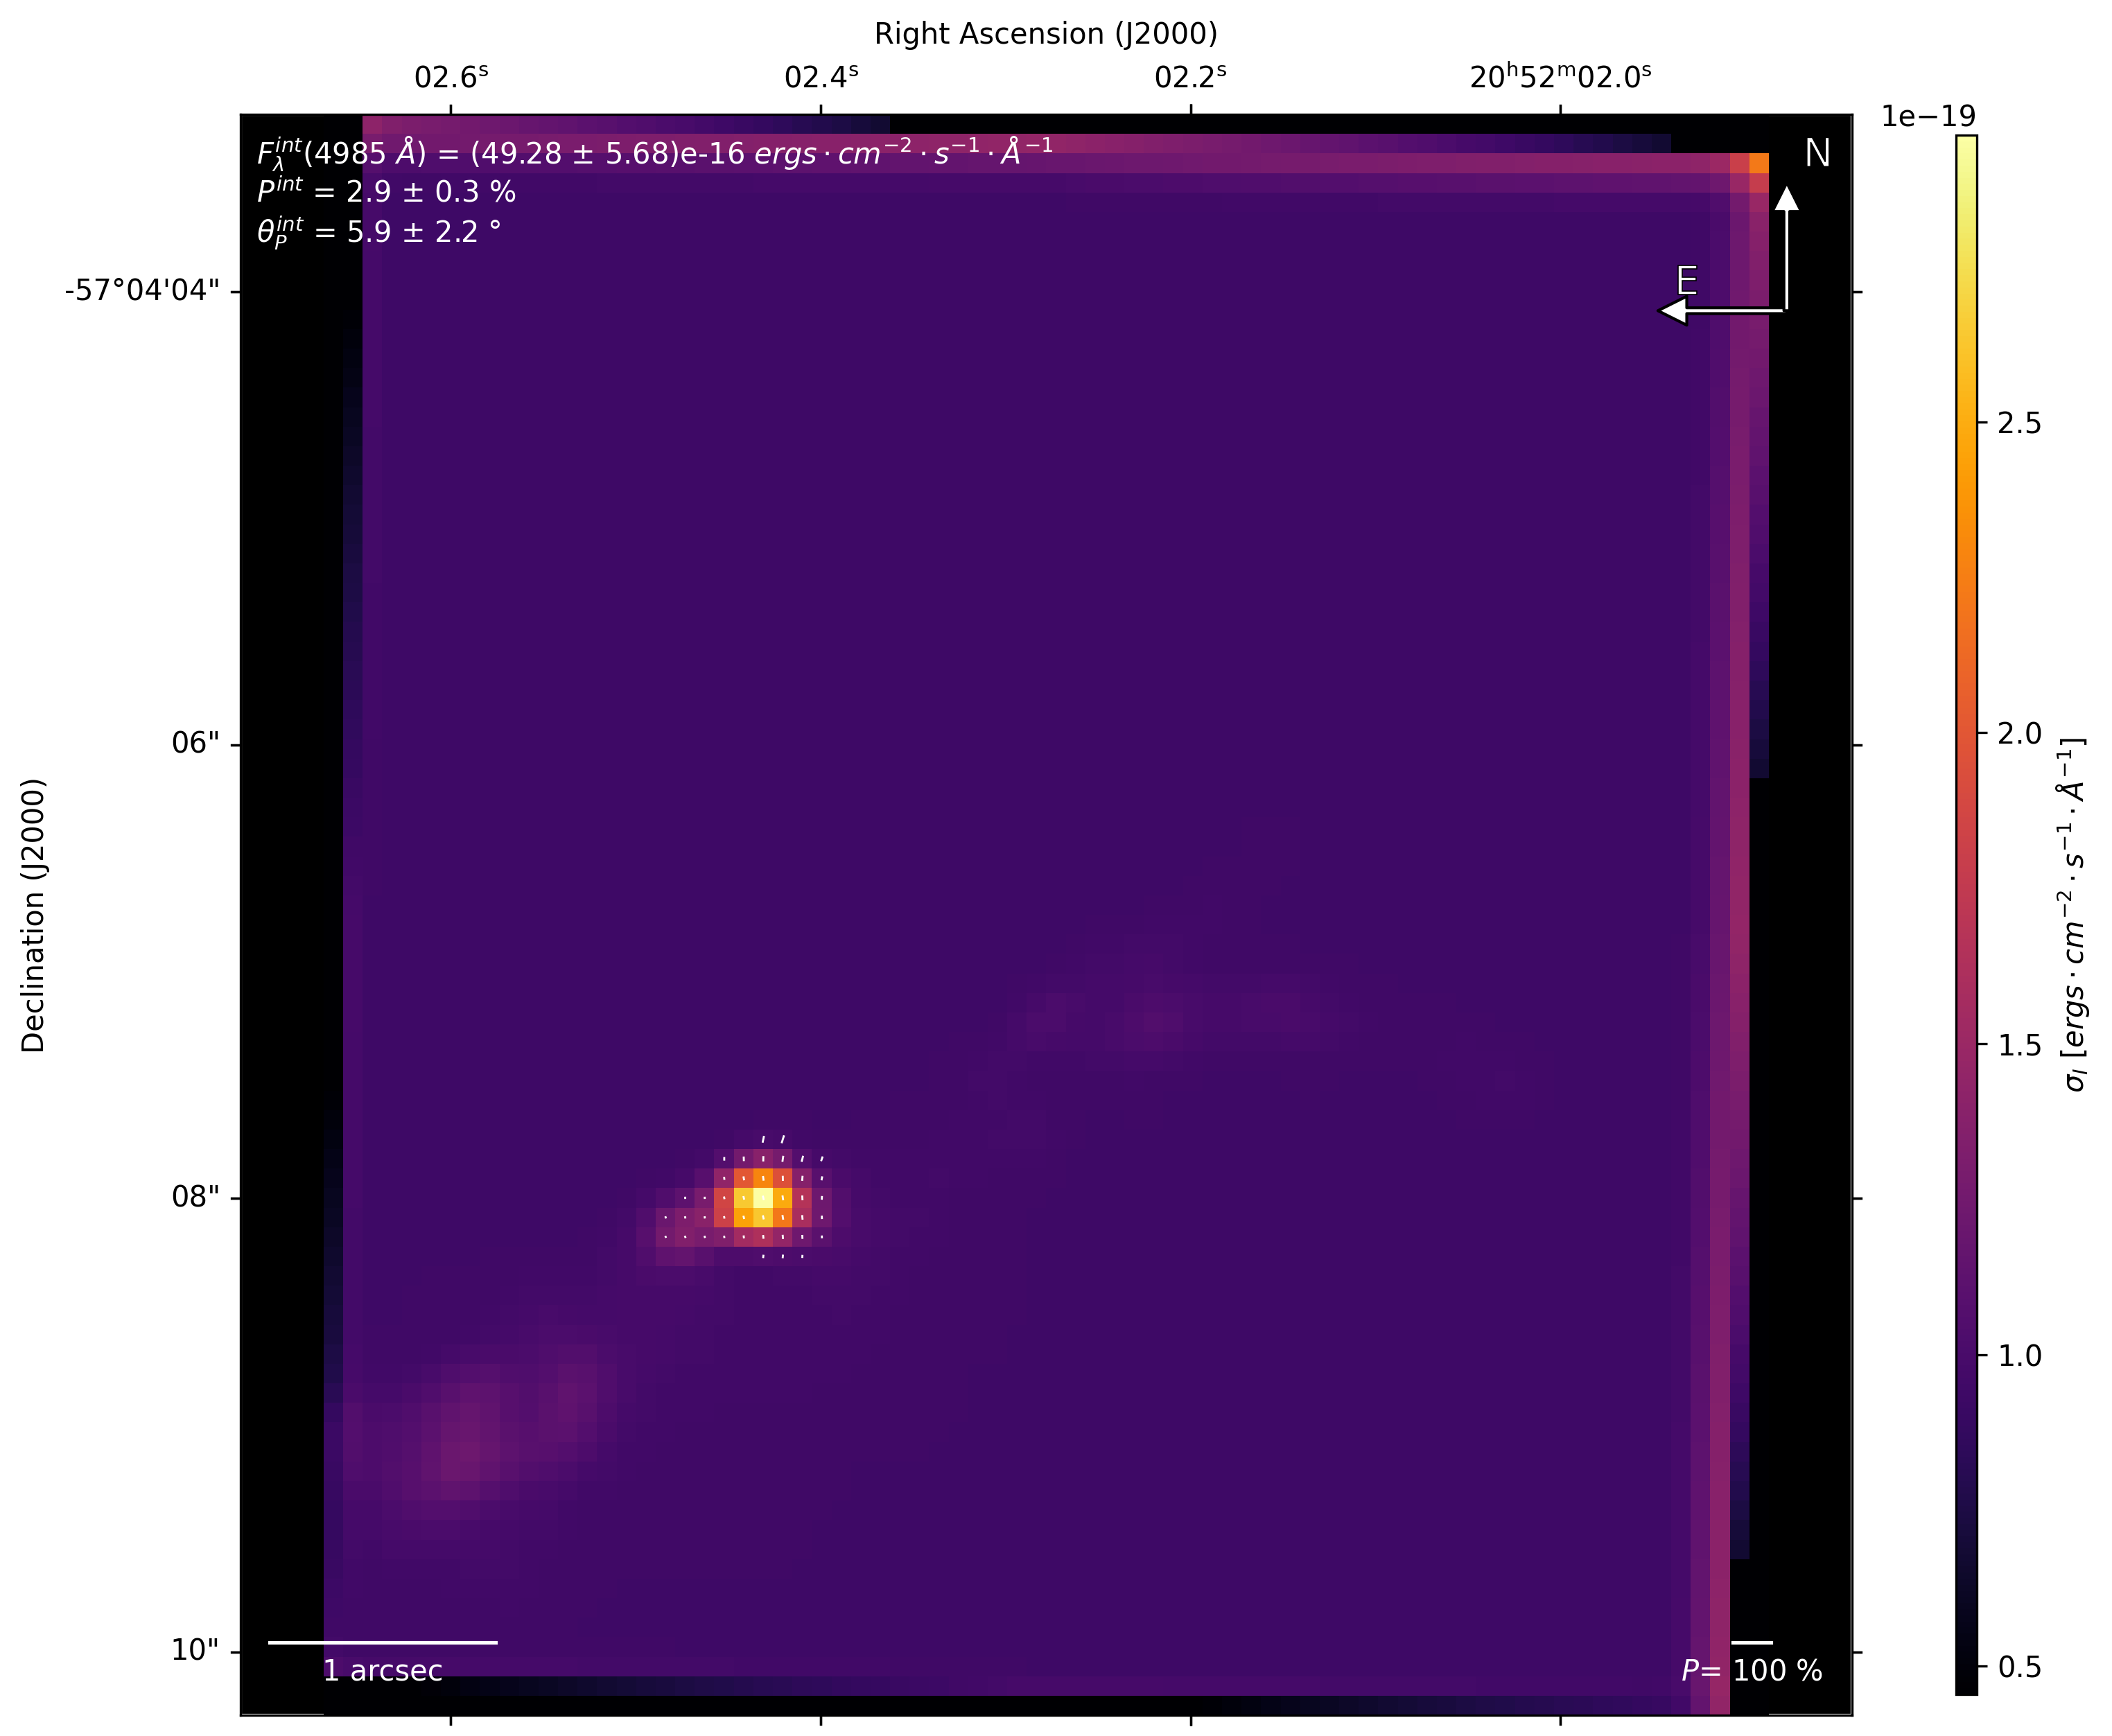 Right Ascension (J2000)
02.6ˢ 02.4ˢ 02.2ˢ 20ʰ52ᵐ02.0ˢ
1e−19
F_λ^int(4985 Å) = (49.28 ± 5.68)e-16 ergs · cm⁻² · s⁻¹ · Å⁻¹
P^int = 2.9 ± 0.3 %
θ_P^int = 5.9 ± 2.2 °
N
E
-57°04'04"
06"
08"
10"
Declination (J2000)
1 arcsec
P= 100 %
2.5
2.0
1.5
1.0
0.5
σ_I [ergs · cm⁻² · s⁻¹ · Å⁻¹]